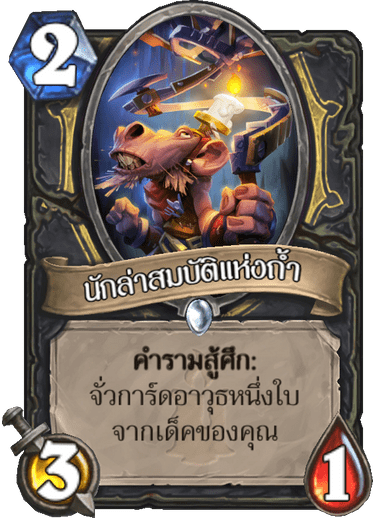 2
นักล่าสมบัติแห่งถ้ำ
คำรามสู้ศึก:
จั่วการ์ดอาวุธหนึ่งใบ
จากเด็คของคุณ
3
1